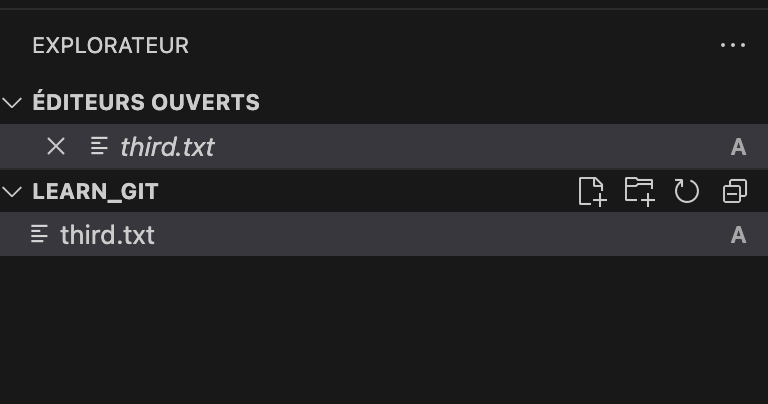 EXPLORATEUR
ÉDITEURS OUVERTS
third.txt A
LEARN_GIT
third.txt A